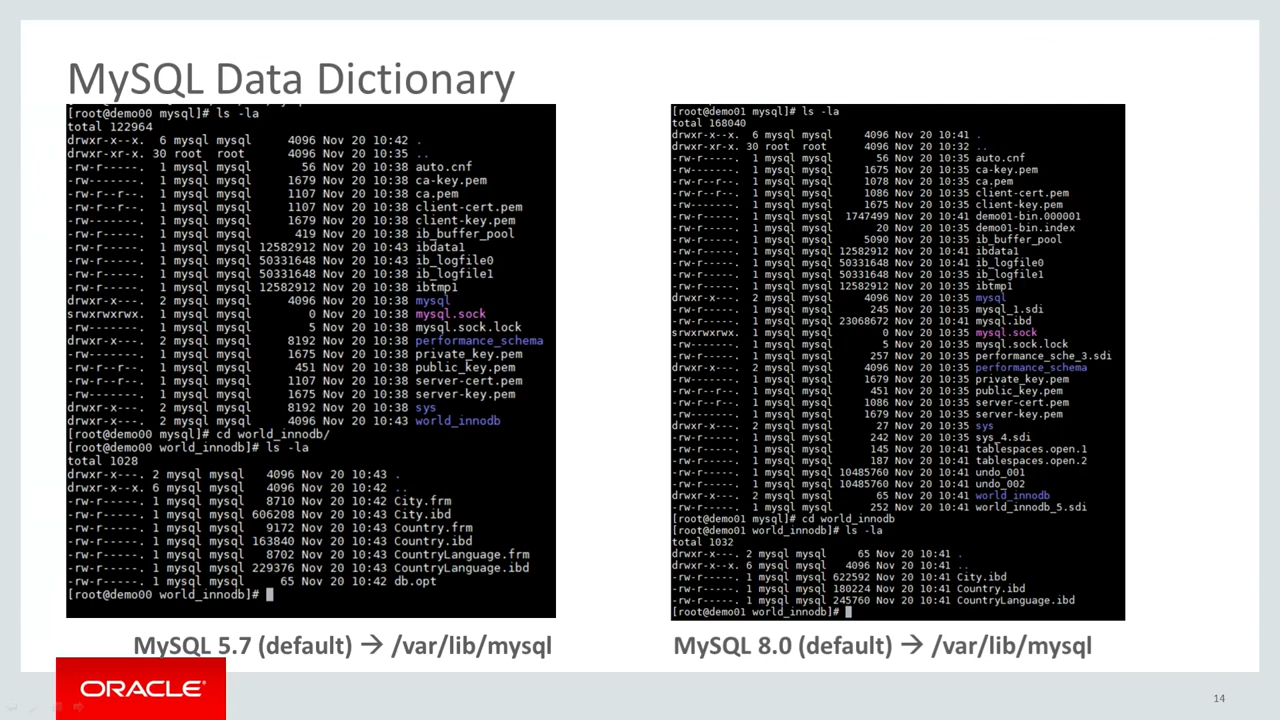 MySQL Data Dictionary
[root@demo00 mysql]# ls -la
total 122964
drwxr-x--x. 6 mysql mysql 4096 Nov 20 10:42 .
drwxr-xr-x. 30 root root 4096 Nov 20 10:35 ..
-rw-r-----. 1 mysql mysql 56 Nov 20 10:38 auto.cnf
-rw-------. 1 mysql mysql 1679 Nov 20 10:38 ca-key.pem
-rw-r--r--. 1 mysql mysql 1107 Nov 20 10:38 ca.pem
-rw-r--r--. 1 mysql mysql 1107 Nov 20 10:38 client-cert.pem
-rw-------. 1 mysql mysql 1679 Nov 20 10:38 client-key.pem
-rw-r-----. 1 mysql mysql 419 Nov 20 10:38 ib_buffer_pool
-rw-r-----. 1 mysql mysql 12582912 Nov 20 10:43 ibdata1
-rw-r-----. 1 mysql mysql 50331648 Nov 20 10:43 ib_logfile0
-rw-r-----. 1 mysql mysql 50331648 Nov 20 10:38 ib_logfile1
-rw-r-----. 1 mysql mysql 12582912 Nov 20 10:38 ibtmp1
drwxr-x---. 2 mysql mysql 4096 Nov 20 10:38 mysql
srwxrwxrwx. 1 mysql mysql 0 Nov 20 10:38 mysql.sock
-rw-------. 1 mysql mysql 5 Nov 20 10:38 mysql.sock.lock
drwxr-x---. 2 mysql mysql 8192 Nov 20 10:38 performance_schema
-rw-------. 1 mysql mysql 1675 Nov 20 10:38 private_key.pem
-rw-r--r--. 1 mysql mysql 451 Nov 20 10:38 public_key.pem
-rw-r--r--. 1 mysql mysql 1107 Nov 20 10:38 server-cert.pem
-rw-------. 1 mysql mysql 1675 Nov 20 10:38 server-key.pem
drwxr-x---. 2 mysql mysql 8192 Nov 20 10:38 sys
drwxr-x---. 2 mysql mysql 4096 Nov 20 10:43 world_innodb
[root@demo00 mysql]# cd world_innodb/
[root@demo00 world_innodb]# ls -la
total 1028
drwxr-x---. 2 mysql mysql 4096 Nov 20 10:43 .
drwxr-x--x. 6 mysql mysql 4096 Nov 20 10:42 ..
-rw-r-----. 1 mysql mysql 8710 Nov 20 10:42 City.frm
-rw-r-----. 1 mysql mysql 606208 Nov 20 10:43 City.ibd
-rw-r-----. 1 mysql mysql 9172 Nov 20 10:43 Country.frm
-rw-r-----. 1 mysql mysql 163840 Nov 20 10:43 Country.ibd
-rw-r-----. 1 mysql mysql 8702 Nov 20 10:43 CountryLanguage.frm
-rw-r-----. 1 mysql mysql 229376 Nov 20 10:43 CountryLanguage.ibd
-rw-r-----. 1 mysql mysql 65 Nov 20 10:42 db.opt
[root@demo00 world_innodb]#
MySQL 5.7 (default) → /var/lib/mysql
[root@demo01 mysql]# ls -la
total 168040
drwxr-x--x. 6 mysql mysql 4096 Nov 20 10:41 .
drwxr-xr-x. 30 root root 4096 Nov 20 10:32 ..
-rw-r-----. 1 mysql mysql 56 Nov 20 10:35 auto.cnf
-rw-------. 1 mysql mysql 1675 Nov 20 10:35 ca-key.pem
-rw-r--r--. 1 mysql mysql 1078 Nov 20 10:35 ca.pem
-rw-r--r--. 1 mysql mysql 1086 Nov 20 10:35 client-cert.pem
-rw-------. 1 mysql mysql 1675 Nov 20 10:35 client-key.pem
-rw-r-----. 1 mysql mysql 1747499 Nov 20 10:41 demo01-bin.000001
-rw-r-----. 1 mysql mysql 20 Nov 20 10:35 demo01-bin.index
-rw-r-----. 1 mysql mysql 5090 Nov 20 10:35 ib_buffer_pool
-rw-r-----. 1 mysql mysql 12582912 Nov 20 10:41 ibdata1
-rw-r-----. 1 mysql mysql 50331648 Nov 20 10:41 ib_logfile0
-rw-r-----. 1 mysql mysql 50331648 Nov 20 10:35 ib_logfile1
-rw-r-----. 1 mysql mysql 12582912 Nov 20 10:35 ibtmp1
drwxr-x---. 2 mysql mysql 4096 Nov 20 10:35 mysql
-rw-r-----. 1 mysql mysql 245 Nov 20 10:35 mysql_1.sdi
-rw-r-----. 1 mysql mysql 23068672 Nov 20 10:41 mysql.ibd
srwxrwxrwx. 1 mysql mysql 0 Nov 20 10:35 mysql.sock
-rw-------. 1 mysql mysql 5 Nov 20 10:35 mysql.sock.lock
-rw-r-----. 1 mysql mysql 257 Nov 20 10:35 performance_sche_3.sdi
drwxr-x---. 2 mysql mysql 4096 Nov 20 10:35 performance_schema
-rw-------. 1 mysql mysql 1679 Nov 20 10:35 private_key.pem
-rw-r--r--. 1 mysql mysql 451 Nov 20 10:35 public_key.pem
-rw-r--r--. 1 mysql mysql 1086 Nov 20 10:35 server-cert.pem
-rw-------. 1 mysql mysql 1679 Nov 20 10:35 server-key.pem
drwxr-x---. 2 mysql mysql 27 Nov 20 10:35 sys
-rw-r-----. 1 mysql mysql 242 Nov 20 10:35 sys_4.sdi
-rw-r-----. 1 mysql mysql 145 Nov 20 10:41 tablespaces.open.1
-rw-r-----. 1 mysql mysql 187 Nov 20 10:41 tablespaces.open.2
-rw-r-----. 1 mysql mysql 10485760 Nov 20 10:41 undo_001
-rw-r-----. 1 mysql mysql 10485760 Nov 20 10:41 undo_002
drwxr-x---. 2 mysql mysql 65 Nov 20 10:41 world_innodb
-rw-r-----. 1 mysql mysql 252 Nov 20 10:41 world_innodb_5.sdi
[root@demo01 mysql]# cd world_innodb
[root@demo01 world_innodb]# ls -la
total 1032
drwxr-x---. 2 mysql mysql 65 Nov 20 10:41 .
drwxr-x--x. 6 mysql mysql 4096 Nov 20 10:41 ..
-rw-r-----. 1 mysql mysql 622592 Nov 20 10:41 City.ibd
-rw-r-----. 1 mysql mysql 180224 Nov 20 10:41 Country.ibd
-rw-r-----. 1 mysql mysql 245760 Nov 20 10:41 CountryLanguage.ibd
[root@demo01 world_innodb]#
MySQL 8.0 (default) → /var/lib/mysql
ORACLE
14